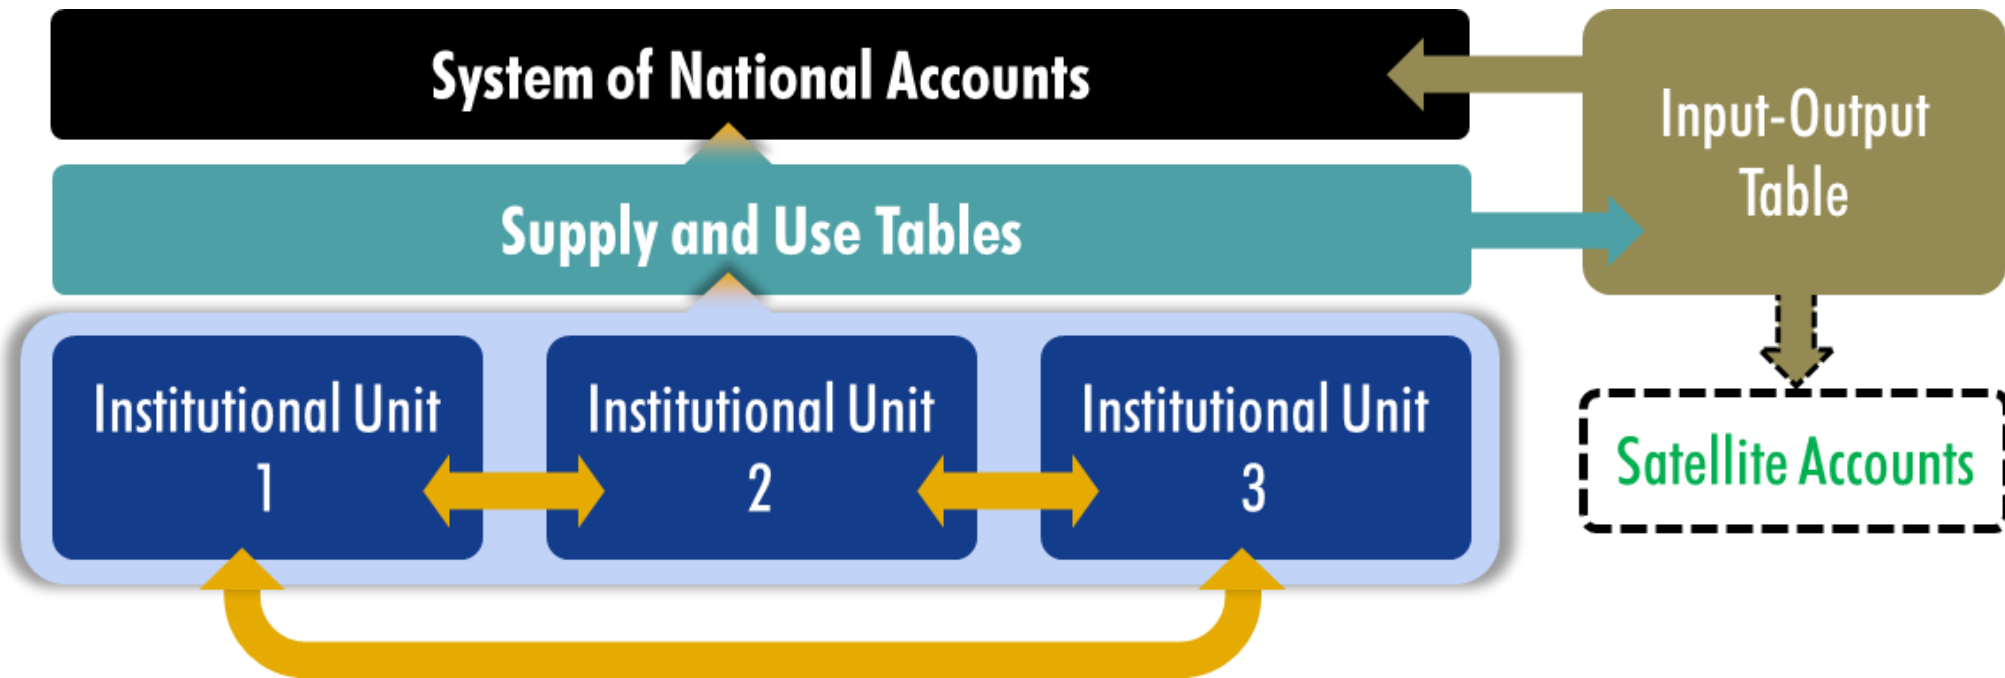 System of National Accounts
Input-Output
Table
Supply and Use Tables
Institutional Unit
1
Institutional Unit
2
Institutional Unit
3
Satellite Accounts